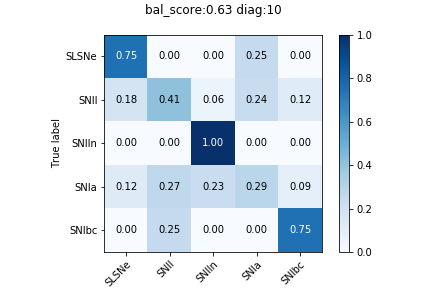 bal_score:0.63 diag:10
SLSNe 0.75 0.00 0.00 0.25 0.00
SNII 0.18 0.41 0.06 0.24 0.12
SNIIn 0.00 0.00 1.00 0.00 0.00
SNIa 0.12 0.27 0.23 0.29 0.09
SNIbc 0.00 0.25 0.00 0.00 0.75
True label
SLSNe SNII SNIIn SNIa SNIbc
1.0
0.8
0.6
0.4
0.2
0.0